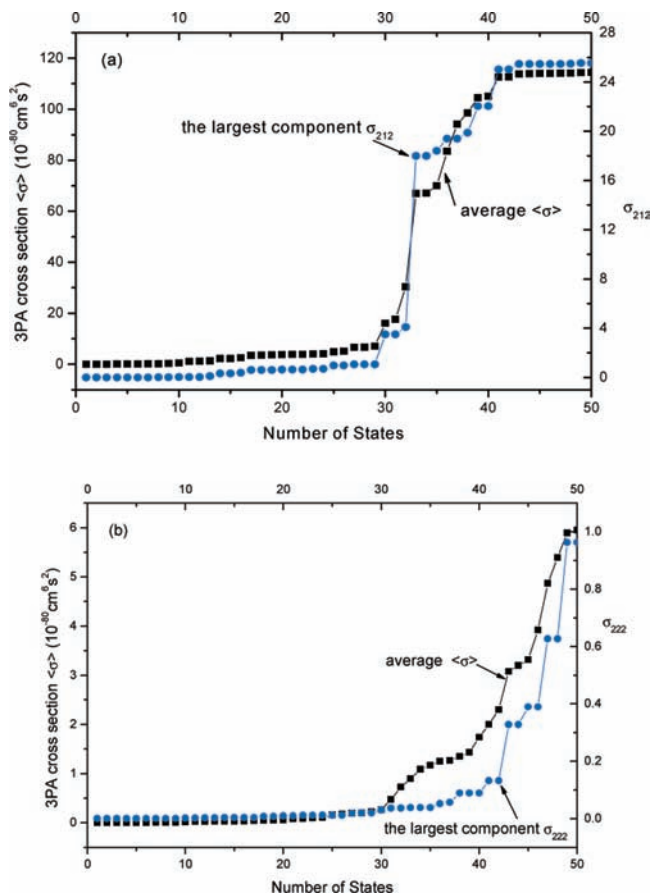 0 10 20 30 40 50
(a)
120
100
80
60
40
20
0
3PA cross section <σ> (10⁻⁸⁰cm⁶s²)
the largest component σ₂₁₂
average <σ>
28
24
20
16
12
8
4
0
σ₂₁₂
0 10 20 30 40 50
Number of States
0 10 20 30 40 50
(b)
6
5
4
3
2
1
0
3PA cross section <σ> (10⁻⁸⁰cm⁶s²)
average <σ>
the largest component σ₂₂₂
1.0
0.8
0.6
0.4
0.2
0.0
σ₂₂₂
0 10 20 30 40 50
Number of States